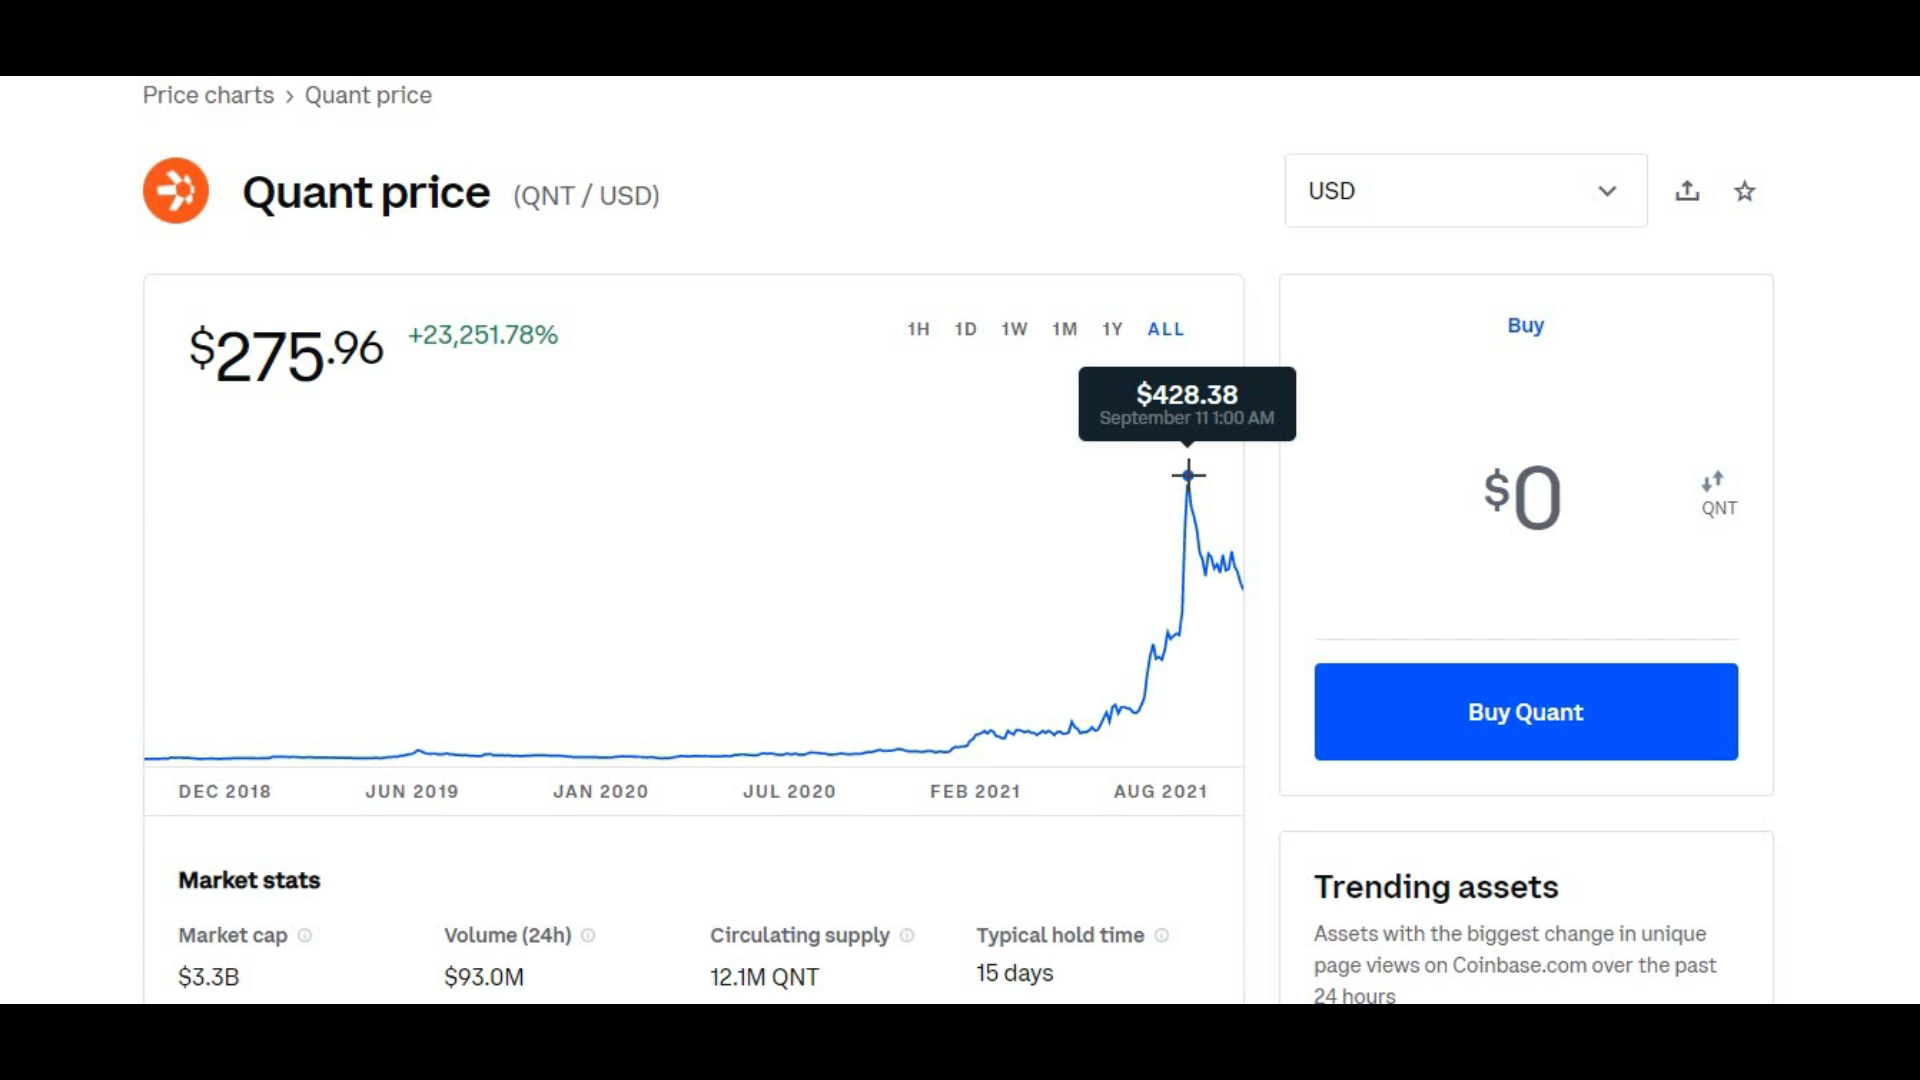 Price charts › Quant price
Quant price (QNT / USD)
USD
$275.96 +23,251.78%
1H 1D 1W 1M 1Y ALL
$428.38
September 11 1:00 AM
DEC 2018 JUN 2019 JAN 2020 JUL 2020 FEB 2021 AUG 2021
Market stats
Market cap Volume (24h) Circulating supply Typical hold time
$3.3B $93.0M 12.1M QNT 15 days
Buy
$0
QNT
Buy Quant
Trending assets
Assets with the biggest change in unique
page views on Coinbase.com over the past
24 hours